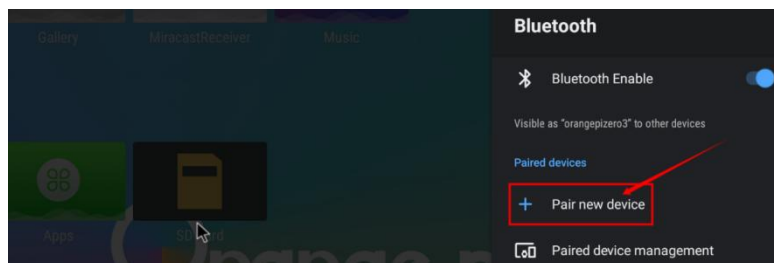 Gallery
MiracastReceiver
Music
Apps
Bluetooth
Bluetooth Enable
Visible as "orangepizero3" to other devices
Paired devices
+ Pair new device
Paired device management